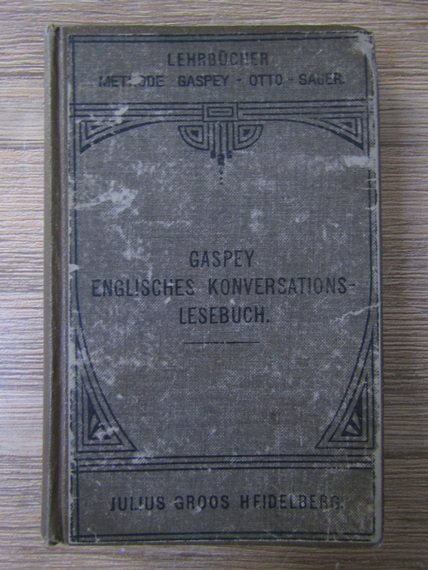 LEHRBÜCHER
METHODE GASPEY - OTTO - SAUER.
GASPEY
ENGLISCHES KONVERSATIONS-
LESEBUCH.
JULIUS GROOS HEIDELBERG.